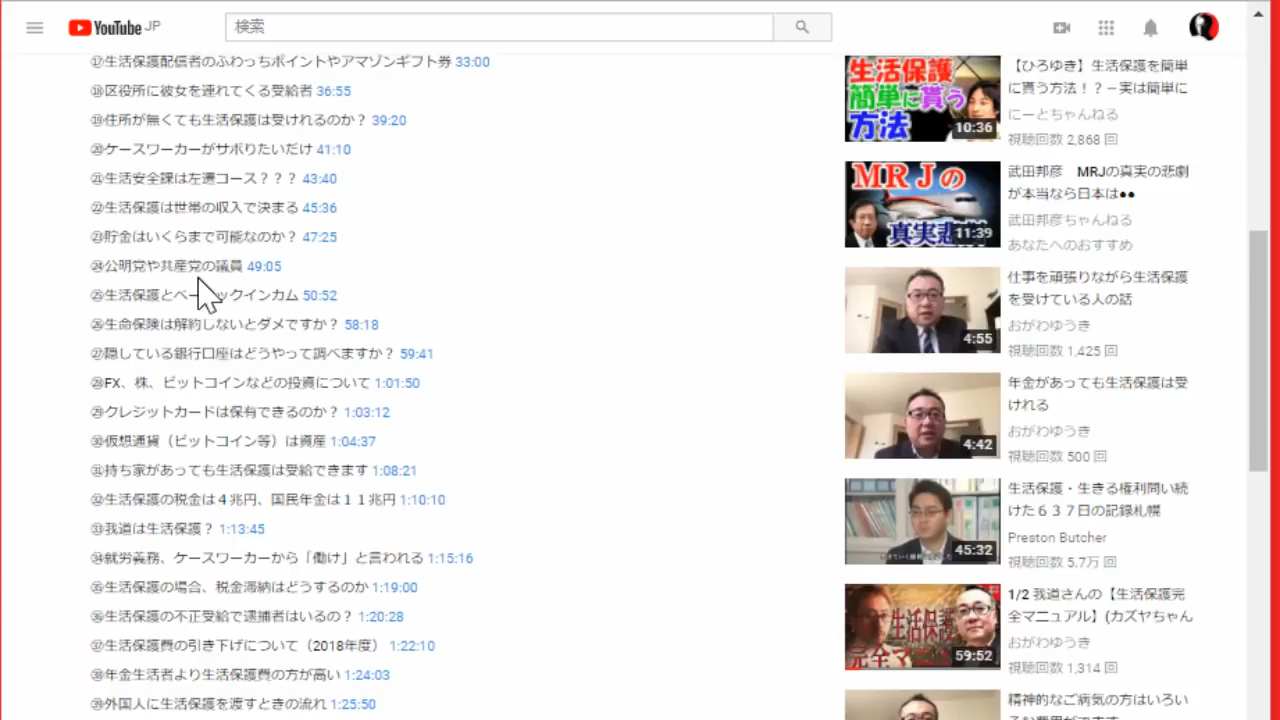 YouTube JP
検索
⑰生活保護配信者のふわっちポイントやアマゾンギフト券 33:00
⑱区役所に彼女を連れてくる受給者 36:55
⑲住所が無くても生活保護は受けれるのか？ 39:20
⑳ケースワーカーがサボりたいだけ 41:10
㉑生活安全課は左遷コース？？？ 43:40
㉒生活保護は世帯の収入で決まる 45:36
㉓貯金はいくらまで可能なのか？ 47:25
㉔公明党や共産党の議員 49:05
㉕生活保護とベーシックインカム 50:52
㉖生命保険は解約しないとダメですか？ 58:18
㉗隠している銀行口座はどうやって調べますか？ 59:41
㉘FX、株、ビットコインなどの投資について 1:01:50
㉙クレジットカードは保有できるのか？ 1:03:12
㉚仮想通貨（ビットコイン等）は資産 1:04:37
㉛持ち家があっても生活保護は受給できます 1:08:21
㉜生活保護の税金は４兆円、国民年金は１１兆円 1:10:10
㉝我道は生活保護？ 1:13:45
㉞就労義務、ケースワーカーから「働け」と言われる 1:15:16
㉟生活保護の場合、税金滞納はどうするのか 1:19:00
㊱生活保護の不正受給で逮捕者はいるの？ 1:20:28
㊲生活保護費の引き下げについて（2018年度） 1:22:10
㊳年金生活者より生活保護費の方が高い 1:24:03
㊴外国人に生活保護を渡すときの流れ 1:25:50
生活保護
簡単に貰う
方法
10:36
【ひろゆき】生活保護を簡単
に貰う方法！？－実は簡単に
にーとちゃんねる
視聴回数 2,868 回
MRJの
真実悲
11:39
武田邦彦　MRJの真実の悲劇
が本当なら日本は●●
武田邦彦ちゃんねる
あなたへのおすすめ
4:55
仕事を頑張りながら生活保護
を受けている人の話
おがわゆうき
視聴回数 1,425 回
4:42
年金があっても生活保護は受
けれる
おがわゆうき
視聴回数 500 回
45:32
生活保護・生きる権利問い続
けた６３７日の記録札幌
Preston Butcher
視聴回数 5.7万 回
生活保護
完全マニュ
59:52
1/2 我道さんの【生活保護完
全マニュアル】(カズヤちゃん
おがわゆうき
視聴回数 1,314 回
精神的なご病気の方はいろい